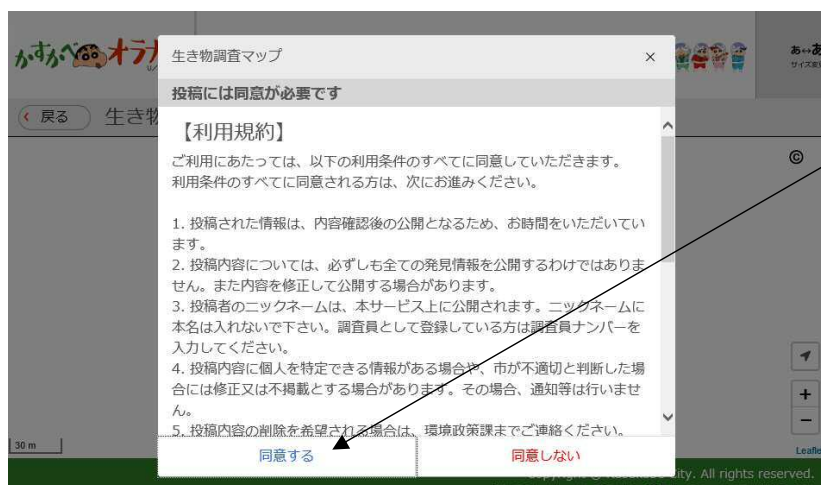 かすかべ オラナ
あ↔あ
サイズ変
戻る
生き物
©
生き物調査マップ
×
投稿には同意が必要です
【利用規約】
ご利用にあたっては、以下の利用条件のすべてに同意していただきます。
利用条件のすべてに同意される方は、次にお進みください。
1. 投稿された情報は、内容確認後の公開となるため、お時間をいただいてい
ます。
2. 投稿内容については、必ずしも全ての発見情報を公開するわけではありま
せん。また内容を修正して公開する場合があります。
3. 投稿者のニックネームは、本サービス上に公開されます。ニックネームに
本名は入れないで下さい。調査員として登録している方は調査員ナンバーを
入力してください。
4. 投稿内容に個人を特定できる情報がある場合や、市が不適切と判断した場
合には修正又は不掲載とする場合があります。その場合、通知等は行いませ
ん。
5. 投稿内容の削除を希望される場合は、環境政策課までご連絡ください。
同意する
同意しない
30 m
+
−
Leafle
City. All rights reserved.